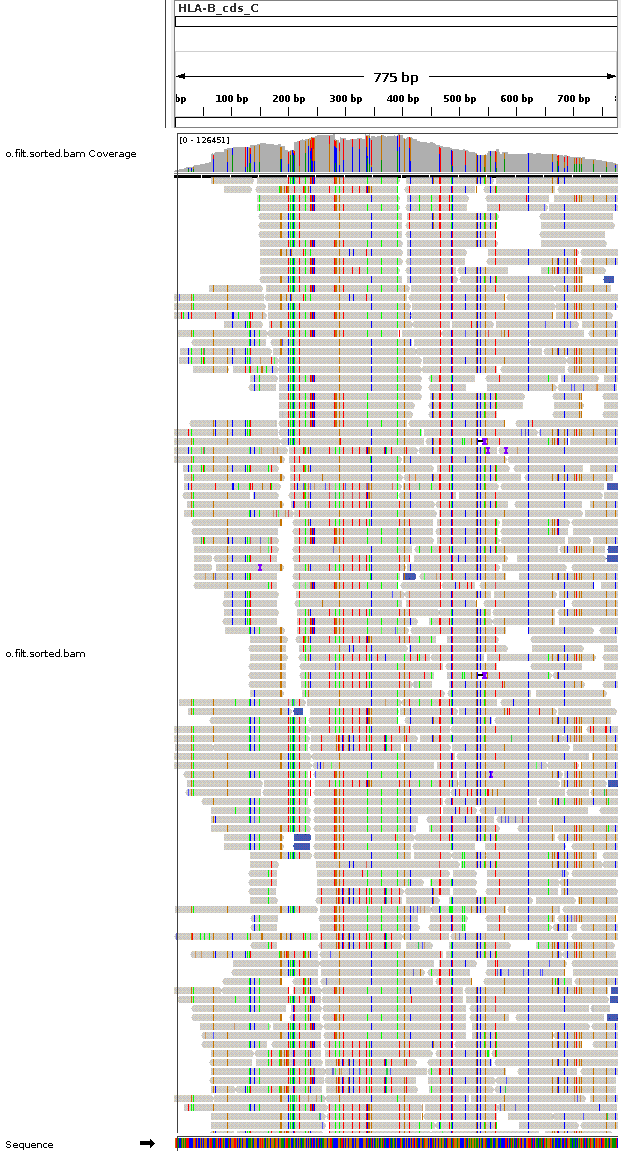 HLA-B_cds_C
775 bp
bp 100 bp 200 bp 300 bp 400 bp 500 bp 600 bp 700 bp
[0 - 126451]
o.filt.sorted.bam Coverage
o.filt.sorted.bam
Sequence